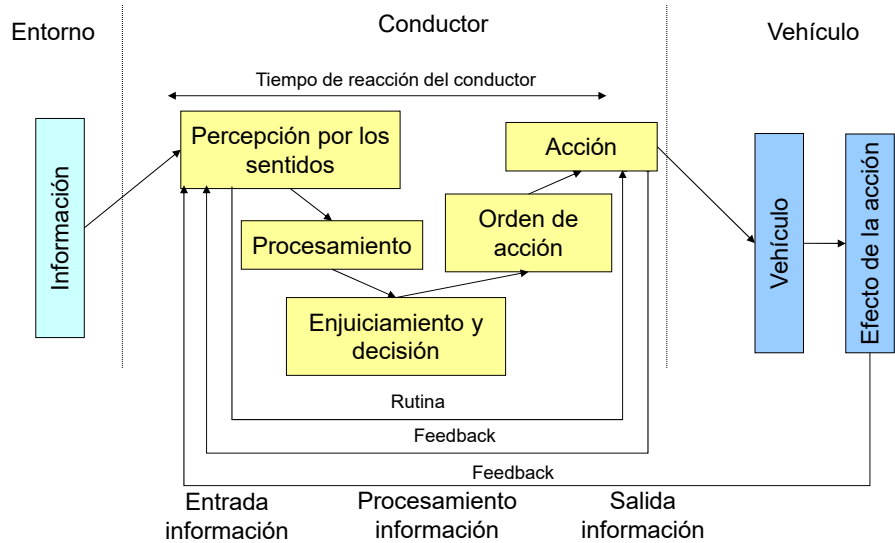 Entorno
Conductor
Vehículo
Tiempo de reacción del conductor
Información
Percepción por los
sentidos
Acción
Procesamiento
Orden de
acción
Enjuiciamiento y
decisión
Vehículo
Efecto de la acción
Rutina
Feedback
Feedback
Entrada
información
Procesamiento
información
Salida
información